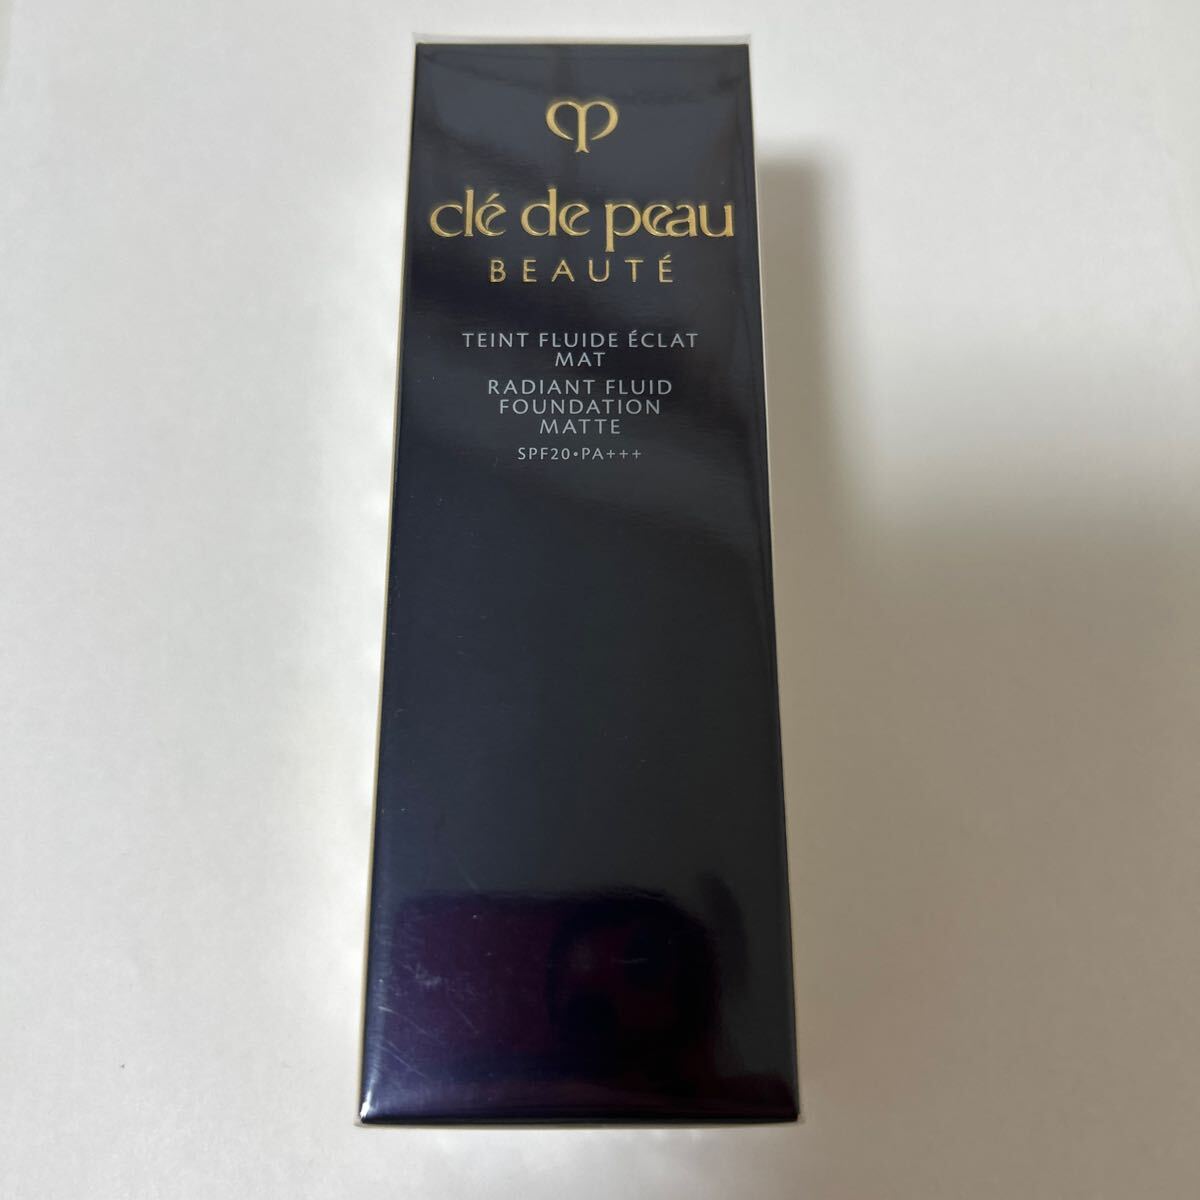 clé de peau
BEAUTÉ
TEINT FLUIDE ÉCLAT
MAT
RADIANT FLUID
FOUNDATION
MATTE
SPF20•PA+++